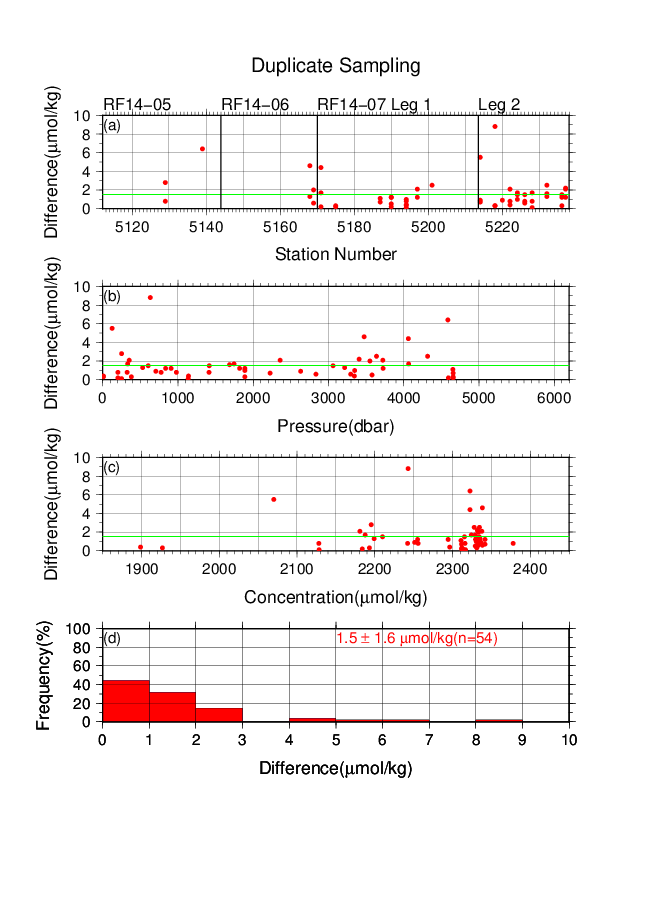 Duplicate Sampling
RF14−05 RF14−06 RF14−07 Leg 1 Leg 2
(a)
Difference(μmol/kg)
10
8
6
4
2
0
5120 5140 5160 5180 5200 5220
Station Number
(b)
Difference(μmol/kg)
10
8
6
4
2
0
0 1000 2000 3000 4000 5000 6000
Pressure(dbar)
(c)
Difference(μmol/kg)
10
8
6
4
2
0
1900 2000 2100 2200 2300 2400
Concentration(μmol/kg)
(d)
1.5 ± 1.6 μmol/kg(n=54)
Frequency(%)
100
80
60
40
20
0
0 1 2 3 4 5 6 7 8 9 10
Difference(μmol/kg)